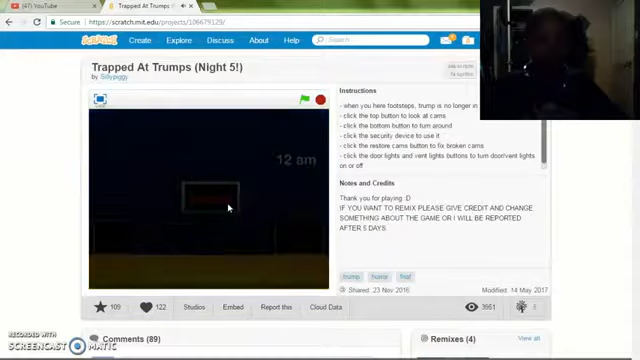 (47) YouTube
Trapped At Trumps (Nigh
Secure
https://scratch.mit.edu/projects/106679129/
SCRATCH
Create
Explore
Discuss
About
Search
Trapped At Trumps (Night 5!)
by Sillypiggy
12 am
Instructions
- when you here footsteps, trump is no longer in
- click the top button to look at cams
- click the bottom button to turn around
- click the security device to use it
- click the restore cams button to fix broken cams
- click the door lights and vent lights buttons to turn door/vent lights
on or off
Notes and Credits
Thank you for playing :D
!IF YOU WANT TO REMIX PLEASE GIVE CREDIT AND CHANGE
SOMETHING ABOUT THE GAME OR I WILL BE REPORTED
AFTER 5 DAYS
trump
horror
fnaf
Shared: 23 Nov 2016
Modified: 14 May 2017
109
122
Studios
Embed
Report this
Cloud Data
3951
RECORDED WITH
SCREENCAST MATIC
Comments (89)
Remixes (4)
View all